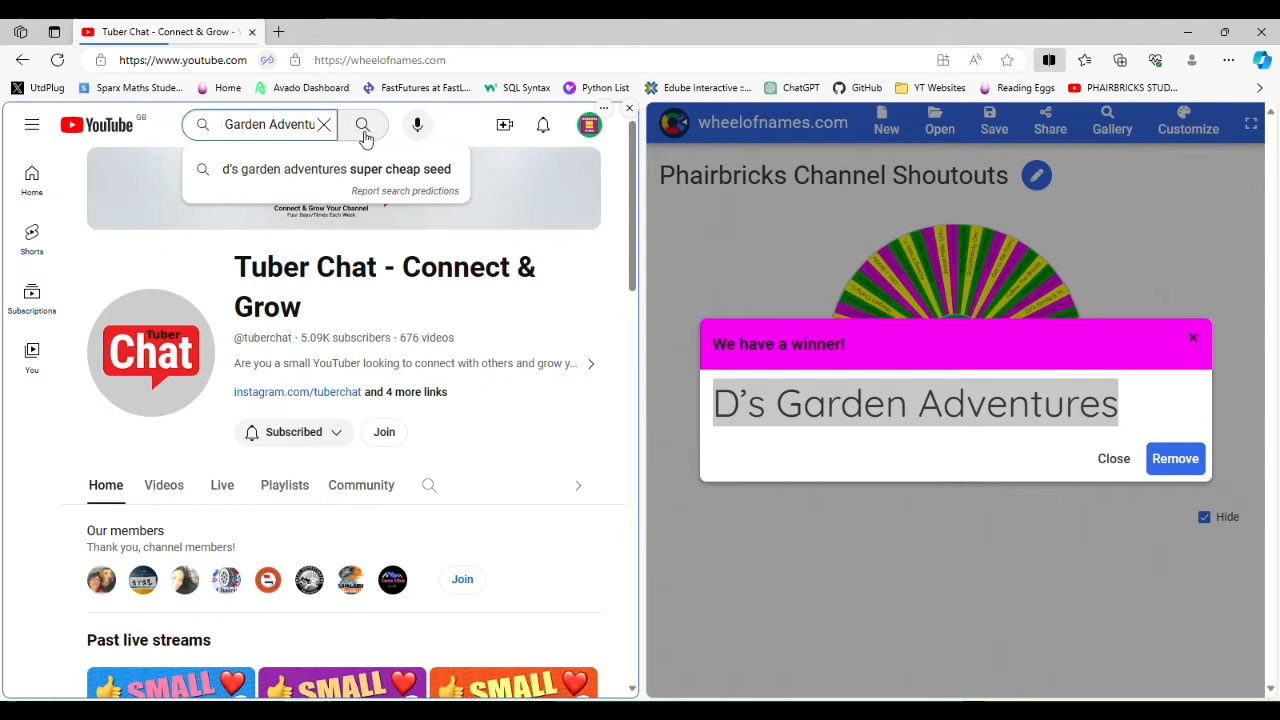 Tuber Chat - Connect & Grow -
https://www.youtube.com
https://wheelofnames.com
UtdPlug
Sparx Maths Stude...
Home
Avado Dashboard
FastFutures at FastL...
SQL Syntax
Python List
Edube Interactive ::...
ChatGPT
GitHub
YT Websites
Reading Eggs
PHAIRBRICKS STUD...
YouTube GB
Garden Adventu
d's garden adventures super cheap seed
Report search predictions
Connect & Grow Your Channel
Four Days/Times Each Week
Home
Shorts
Subscriptions
You
Tuber Chat - Connect &
Grow
@tuberchat · 5.09K subscribers · 676 videos
Are you a small YouTuber looking to connect with others and grow y...
instagram.com/tuberchat and 4 more links
Tuber
Chat
Subscribed
Join
Home Videos Live Playlists Community
Our members
Thank you, channel members!
Join
Past live streams
SMALL
SMALL
SMALL
wheelofnames.com
New
Open
Save
Share
Gallery
Customize
Phairbricks Channel Shoutouts
We have a winner!
D's Garden Adventures
Close
Remove
Hide